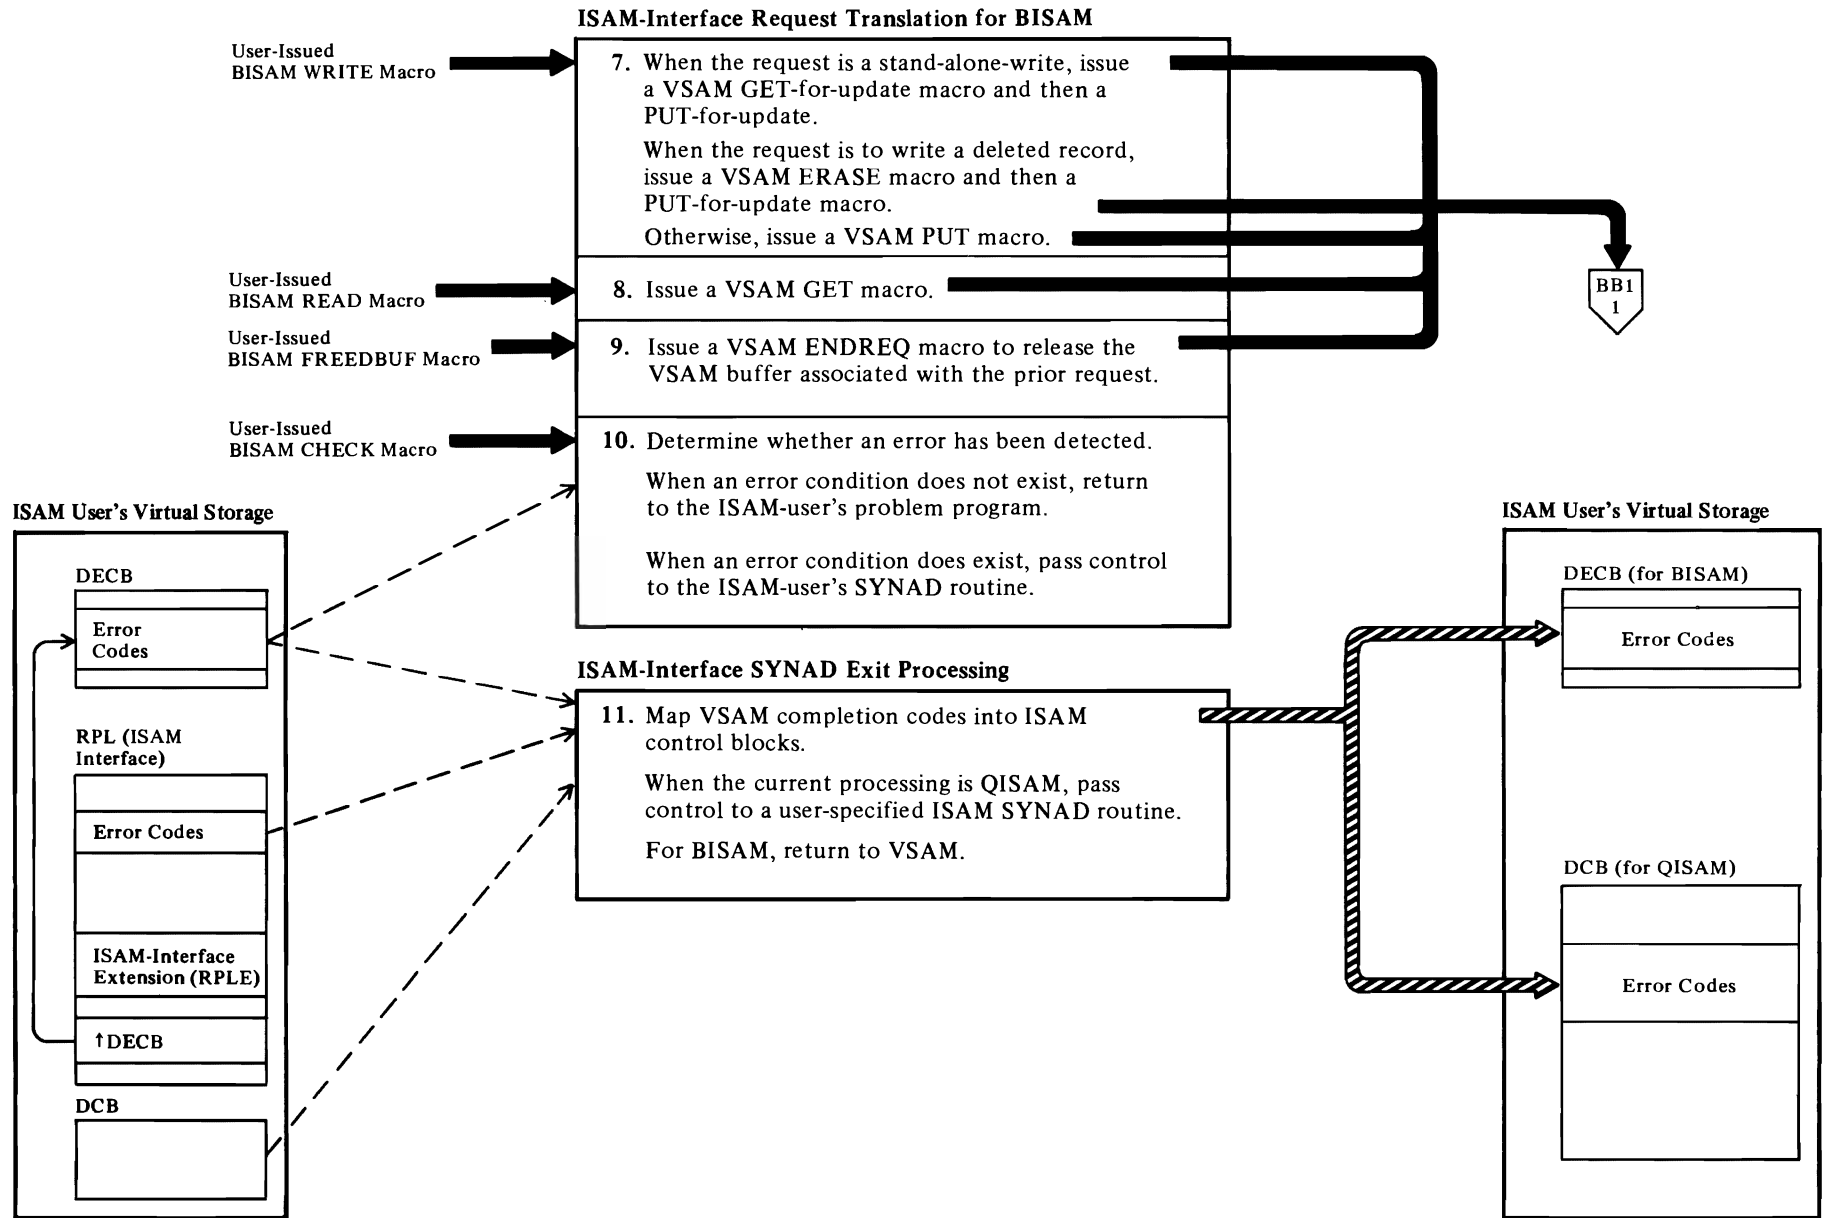 ISAM-Interface Request Translation for BISAM
User-Issued
BISAM WRITE Macro
7. When the request is a stand-alone-write, issue
a VSAM GET-for-update macro and then a
PUT-for-update.
When the request is to write a deleted record,
issue a VSAM ERASE macro and then a
PUT-for-update macro.
Otherwise, issue a VSAM PUT macro.
User-Issued
BISAM READ Macro
8. Issue a VSAM GET macro.
BB1
1
User-Issued
BISAM FREEDBUF Macro
9. Issue a VSAM ENDREQ macro to release the
VSAM buffer associated with the prior request.
User-Issued
BISAM CHECK Macro
10. Determine whether an error has been detected.
When an error condition does not exist, return
to the ISAM-user's problem program.
When an error condition does exist, pass control
to the ISAM-user's SYNAD routine.
ISAM User's Virtual Storage
DECB
Error
Codes
RPL (ISAM
Interface)
Error Codes
ISAM-Interface
Extension (RPLE)
↑DECB
DCB
ISAM-Interface SYNAD Exit Processing
11. Map VSAM completion codes into ISAM
control blocks.
When the current processing is QISAM, pass
control to a user-specified ISAM SYNAD routine.
For BISAM, return to VSAM.
ISAM User's Virtual Storage
DECB (for BISAM)
Error Codes
DCB (for QISAM)
Error Codes